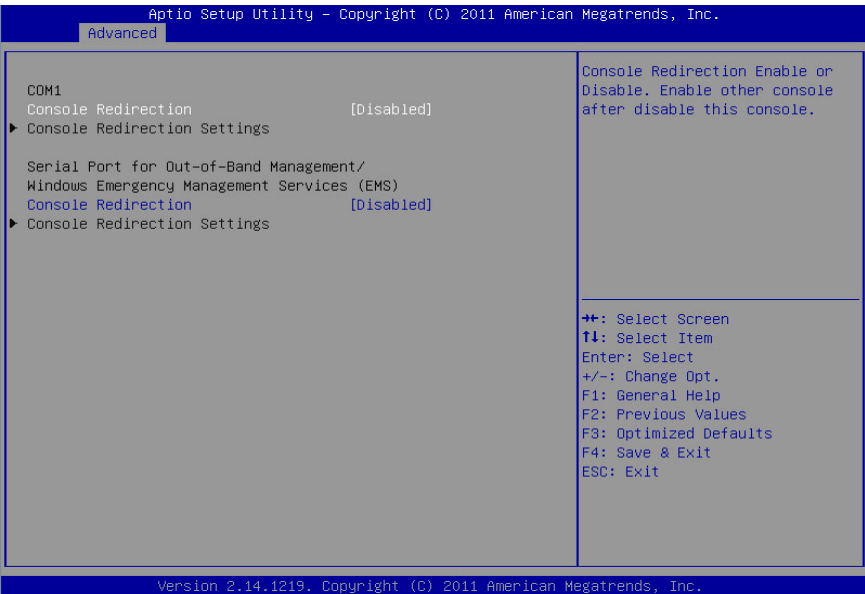 Aptio Setup Utility – Copyright (C) 2011 American Megatrends, Inc.
Advanced
COM1
Console Redirection [Disabled]
▶ Console Redirection Settings
Serial Port for Out-of-Band Management/
Windows Emergency Management Services (EMS)
Console Redirection [Disabled]
▶ Console Redirection Settings
Console Redirection Enable or
Disable. Enable other console
after disable this console.
→←: Select Screen
↑↓: Select Item
Enter: Select
+/-: Change Opt.
F1: General Help
F2: Previous Values
F3: Optimized Defaults
F4: Save & Exit
ESC: Exit
Version 2.14.1219. Copyright (C) 2011 American Megatrends, Inc.